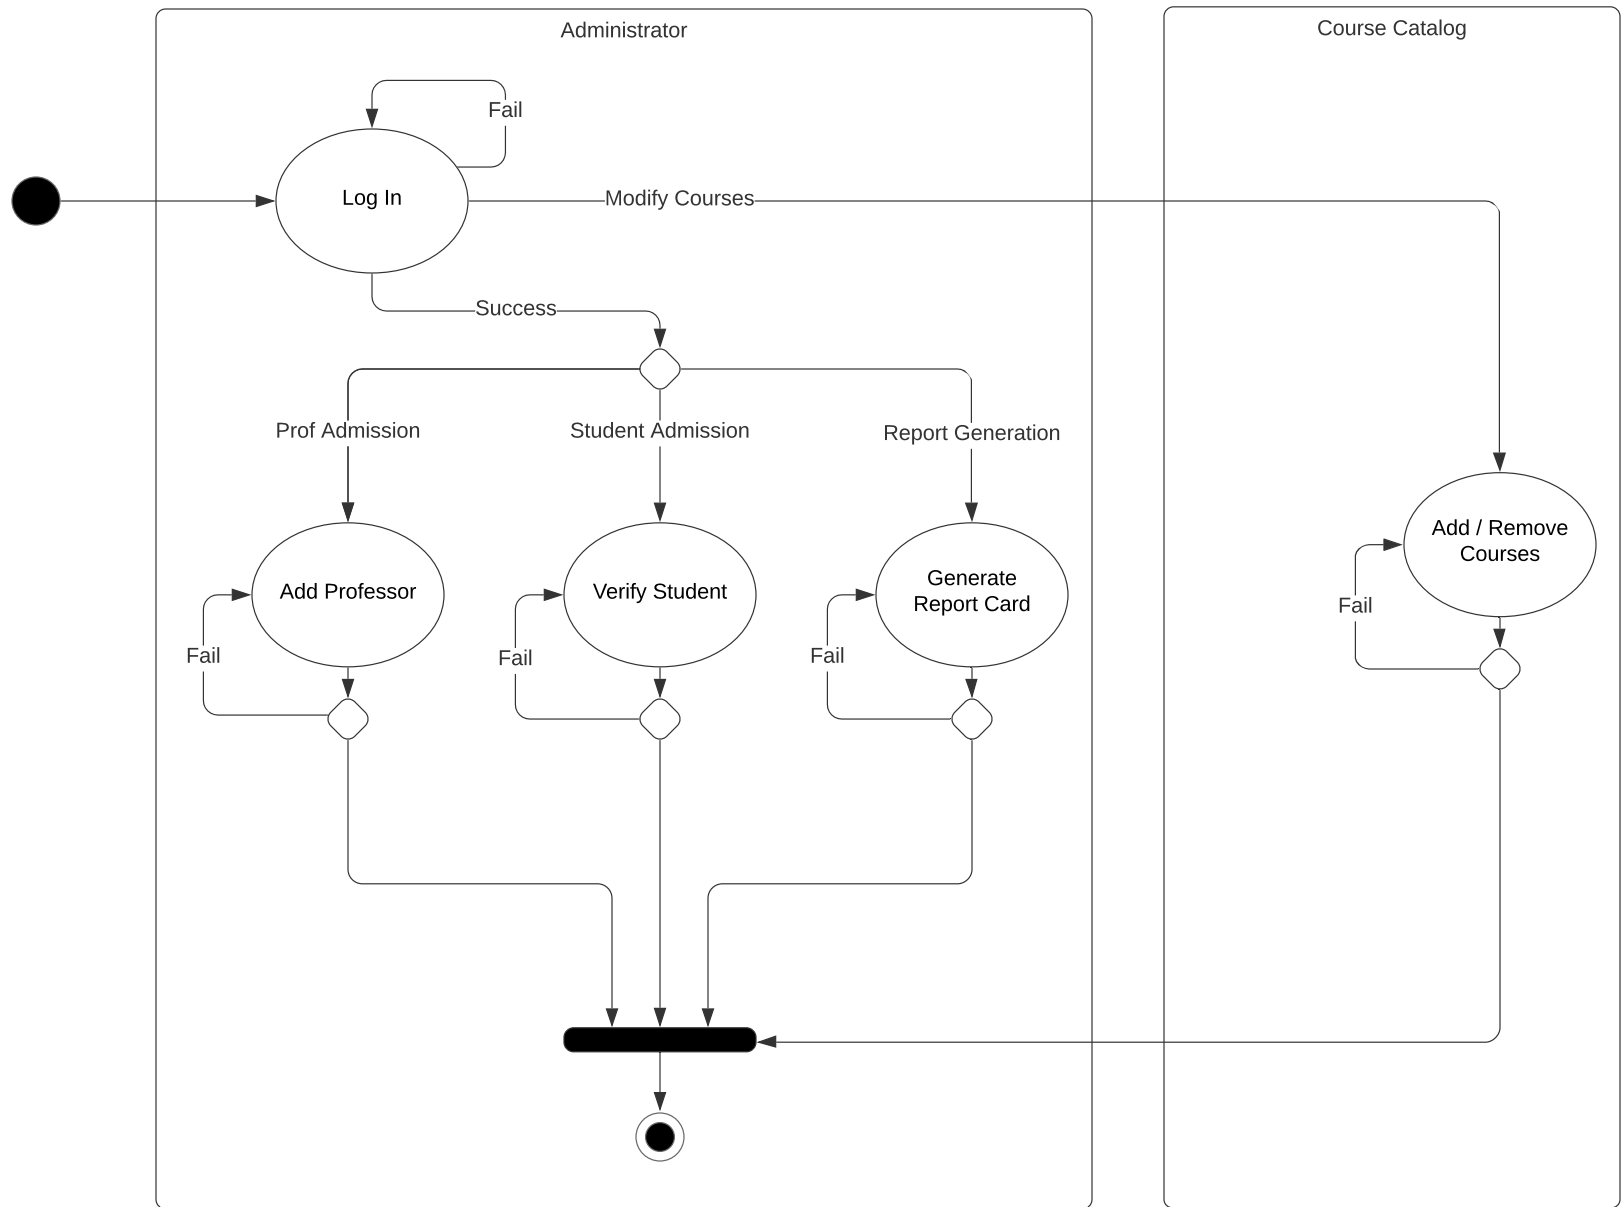 Administrator
Course Catalog
Fail
Log In
Modify Courses
Success
Prof Admission
Student Admission
Report Generation
Add Professor
Verify Student
Generate
Report Card
Add / Remove
Courses
Fail
Fail
Fail
Fail